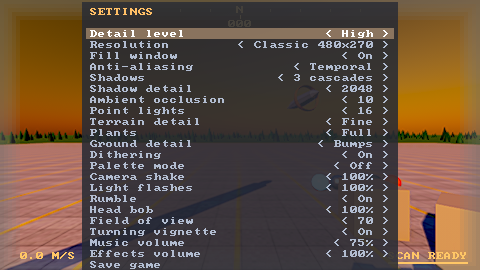 SETTINGS
N
000
Detail level < High >
Resolution < Classic 480x270 >
Fill window < On >
Anti-aliasing < Temporal >
Shadows < 3 cascades >
Shadow detail < 2048 >
Ambient occlusion < 10 >
Point lights < 16 >
Terrain detail < Fine >
Plants < Full >
Ground detail < Bumps >
Dithering < On >
Palette mode < Off >
Camera shake < 100% >
Light flashes < 100% >
Rumble < On >
Head bob < 100% >
Field of view < 70 >
Turning vignette < On >
Music volume < 75% >
Effects volume < 100% >
Save game
0.0 M/S
CAN READY